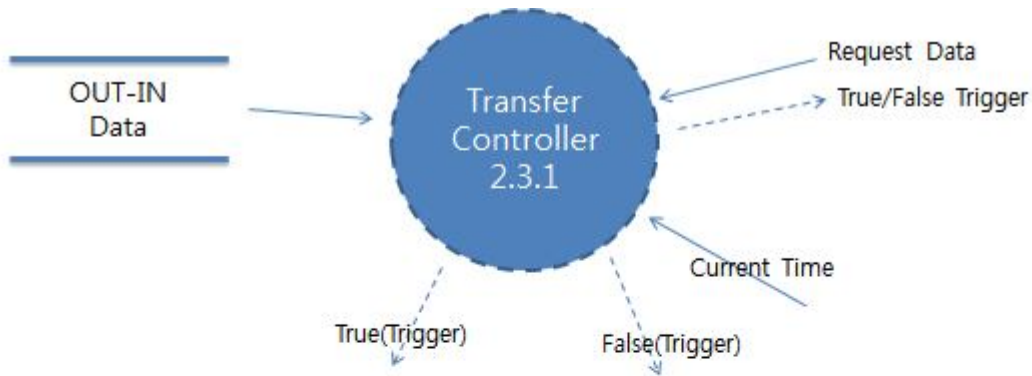 OUT-IN
Data
Transfer
Controller
2.3.1
Request Data
True/False Trigger
Current Time
True(Trigger)
False(Trigger)